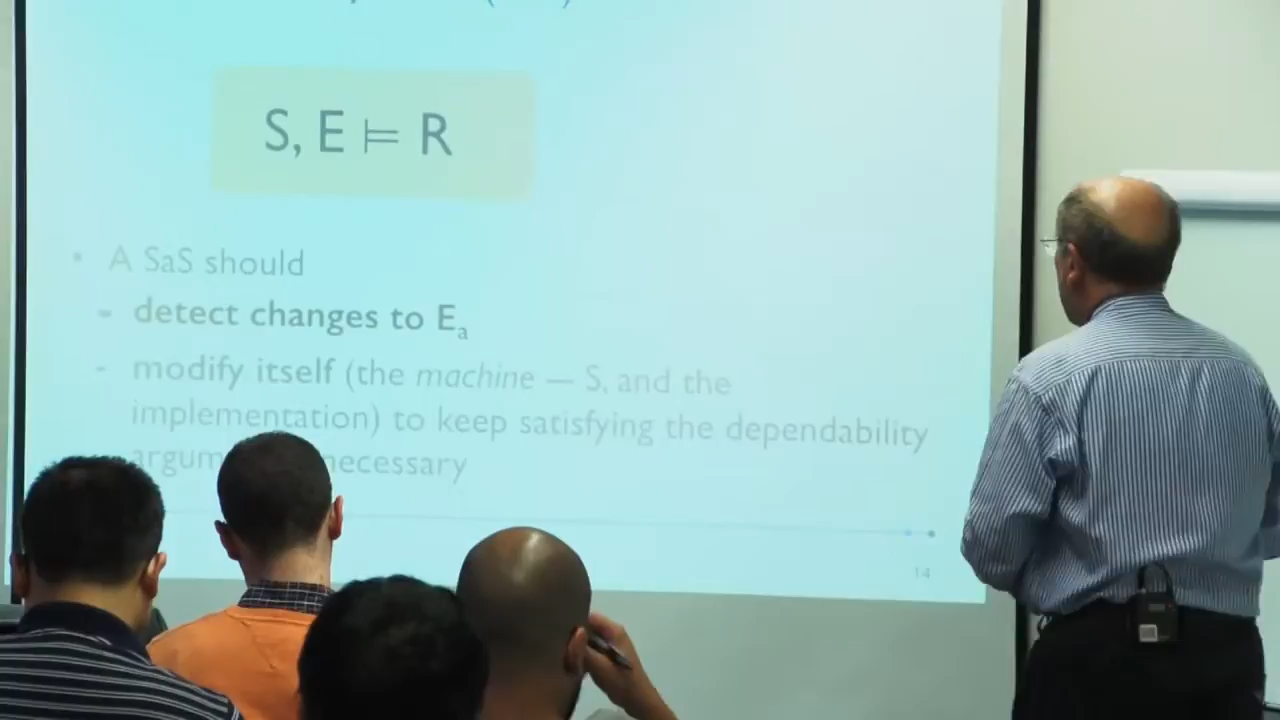 S, E ⊨ R
• A SaS should
- detect changes to Ea
- modify itself (the machine — S, and the
implementation) to keep satisfying the dependability
necessary
14